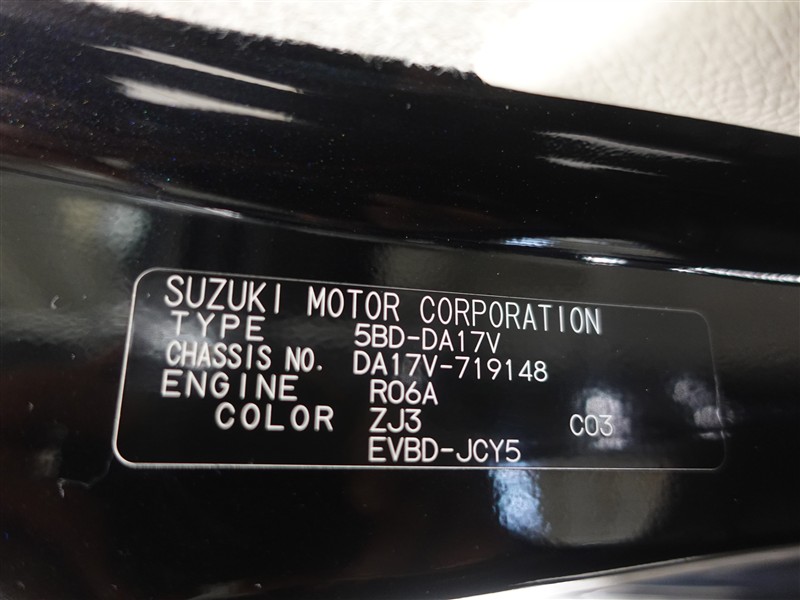 SUZUKI MOTOR CORPORATION
TYPE 5BD-DA17V
CHASSIS NO. DA17V-719148
ENGINE R06A
COLOR ZJ3 C03
EVBD-JCY5